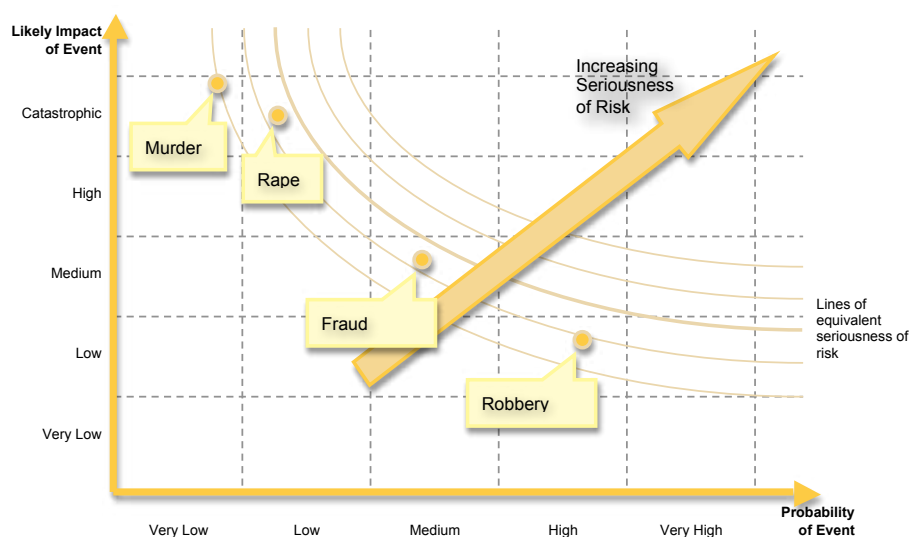 Likely Impact
of Event
Increasing
Seriousness
of Risk
Catastrophic
Murder
Rape
High
Medium
Lines of
equivalent
seriousness of
risk
Fraud
Low
Robbery
Very Low
Probability
of Event
Very Low
Low
Medium
High
Very High